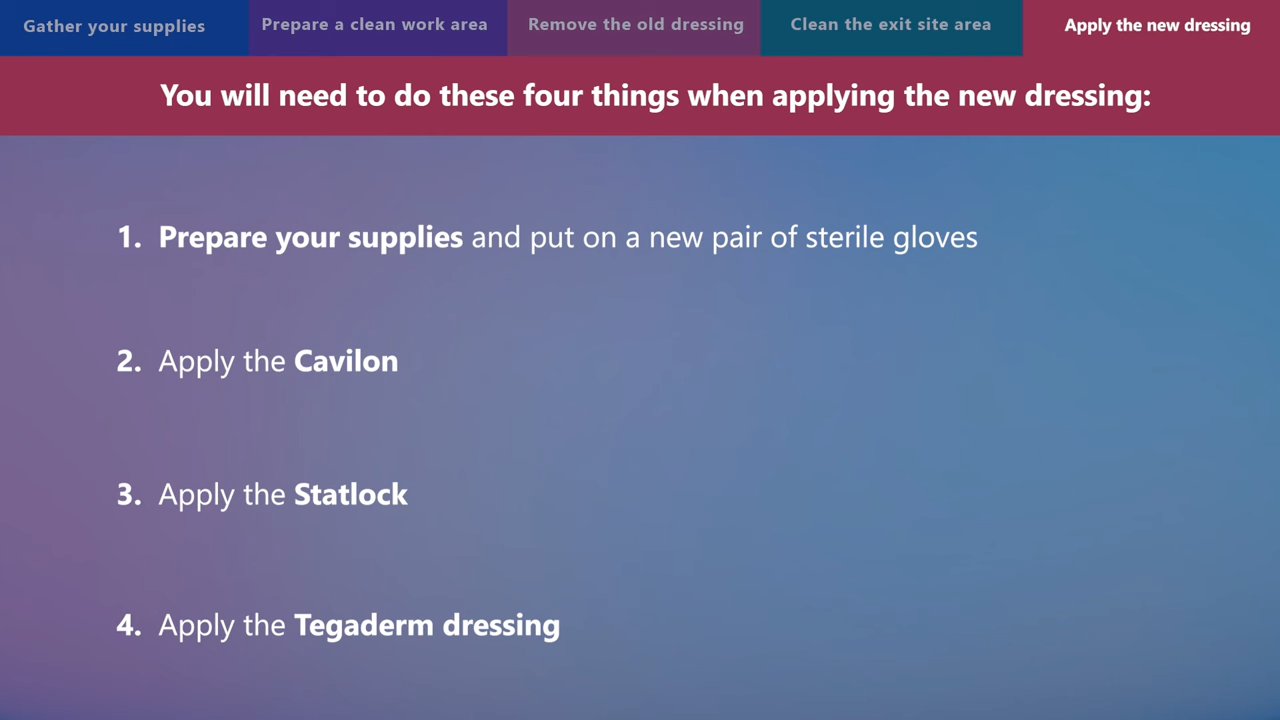 Gather your supplies
Prepare a clean work area
Remove the old dressing
Clean the exit site area
Apply the new dressing
You will need to do these four things when applying the new dressing:
1. Prepare your supplies and put on a new pair of sterile gloves
2. Apply the Cavilon
3. Apply the Statlock
4. Apply the Tegaderm dressing